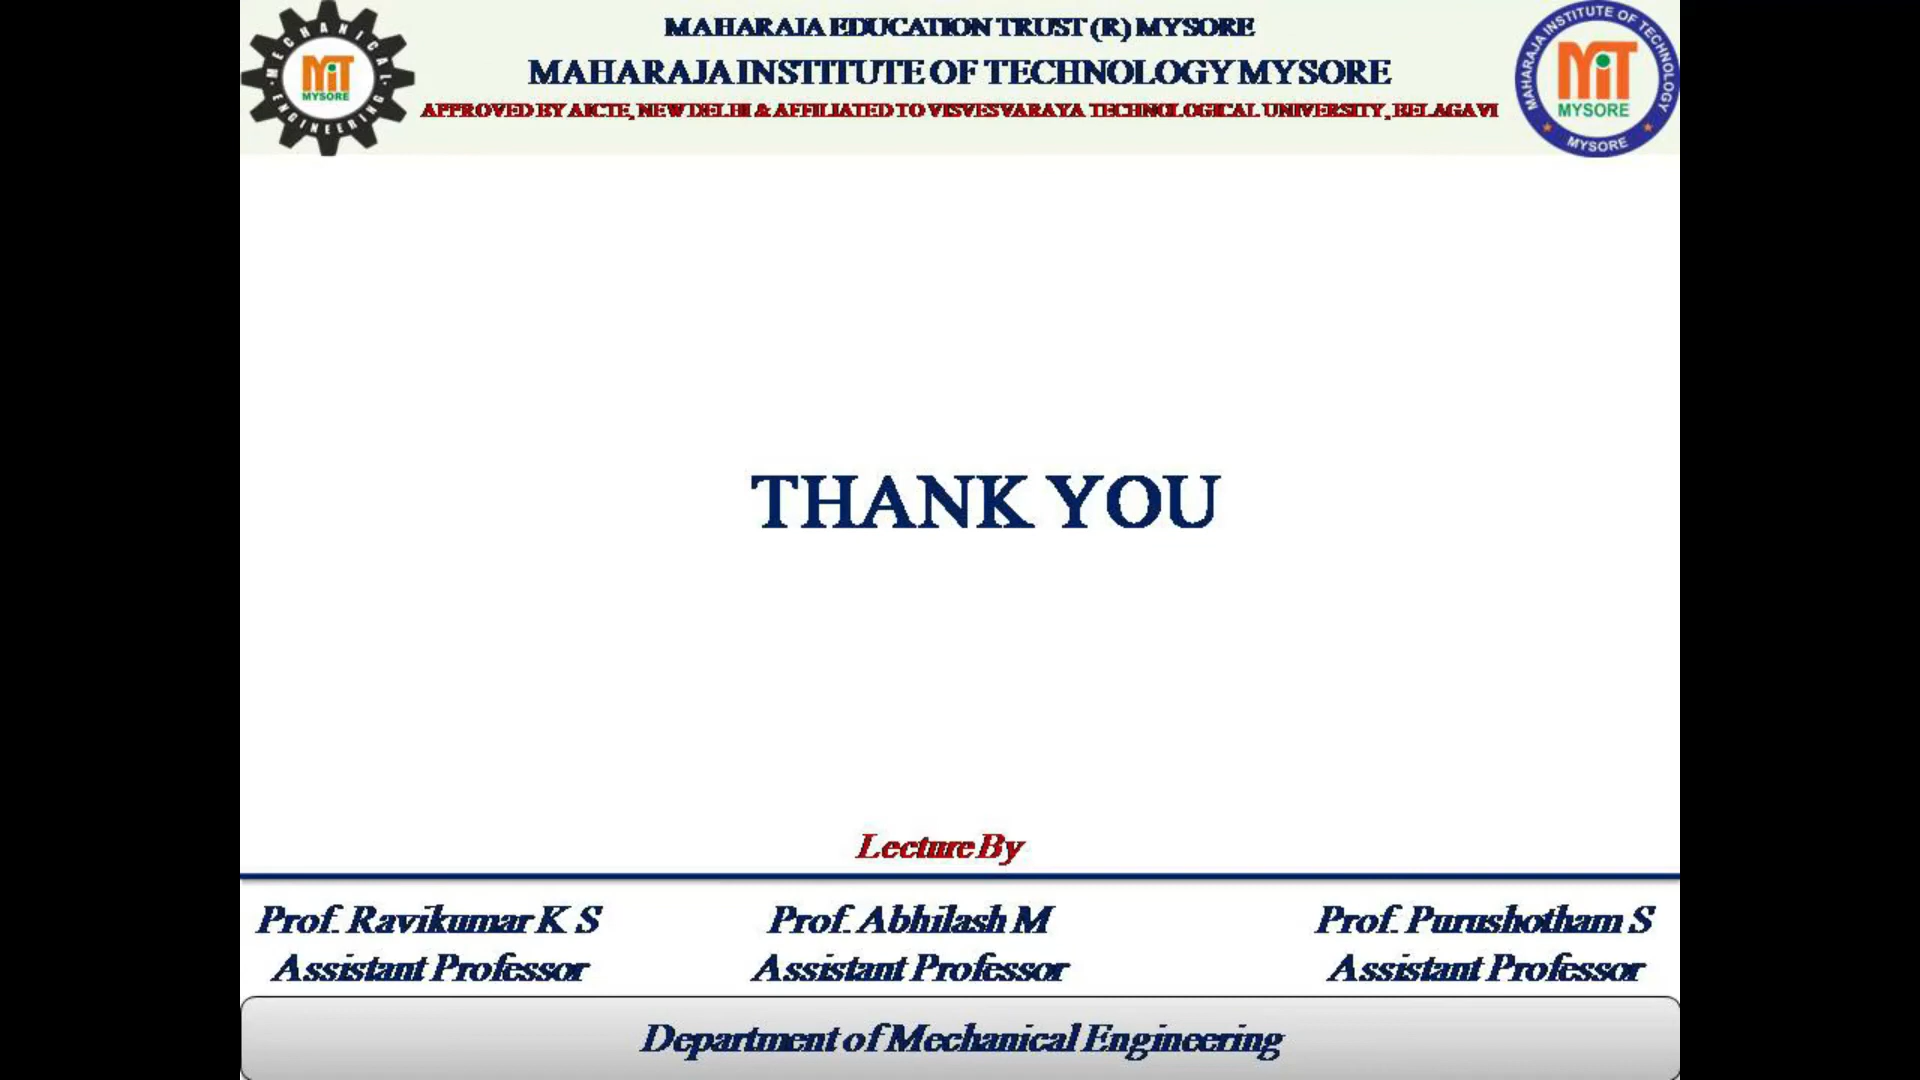 MAHARAJA EDUCATION TRUST (R) MYSORE
MAHARAJA INSTITUTE OF TECHNOLOGY MYSORE
APPROVED BY AICTE, NEW DELHI & AFFILIATED TO VISVESVARAYA TECHNOLOGICAL UNIVERSITY, BELAGAVI
MECHANICAL
MIT
MYSORE
ENGINEERING
MAHARAJA INSTITUTE OF TECHNOLOGY
MIT
MYSORE
MYSORE
THANK YOU
Lecture By
Prof. Ravikumar K S Prof. Abhilash M Prof. Purushotham S
Assistant Professor Assistant Professor Assistant Professor
Department of Mechanical Engineering